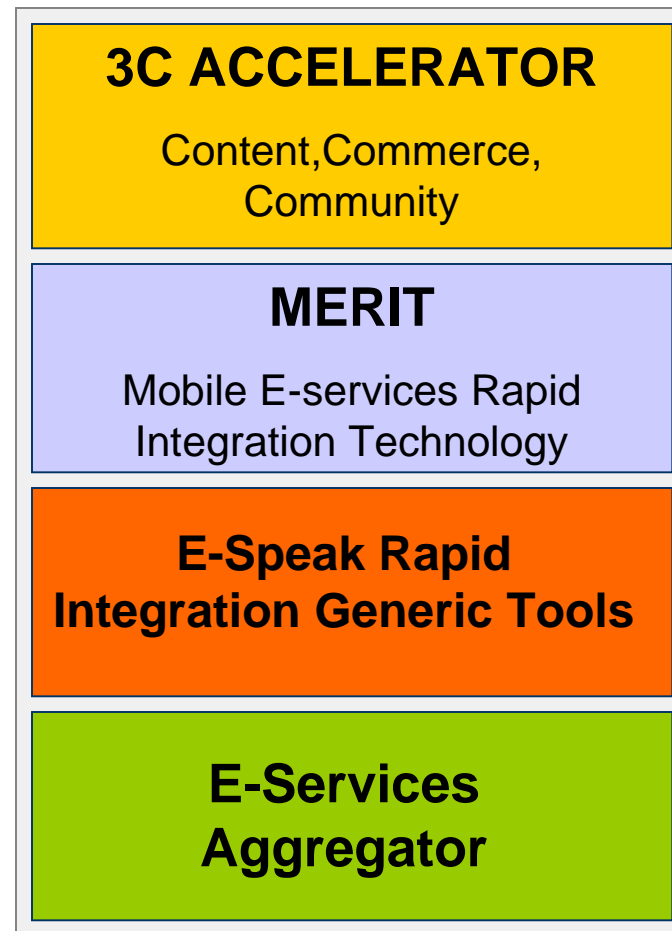 3C ACCELERATOR
Content,Commerce,
Community
MERIT
Mobile E-services Rapid
Integration Technology
E-Speak Rapid
Integration Generic Tools
E-Services
Aggregator